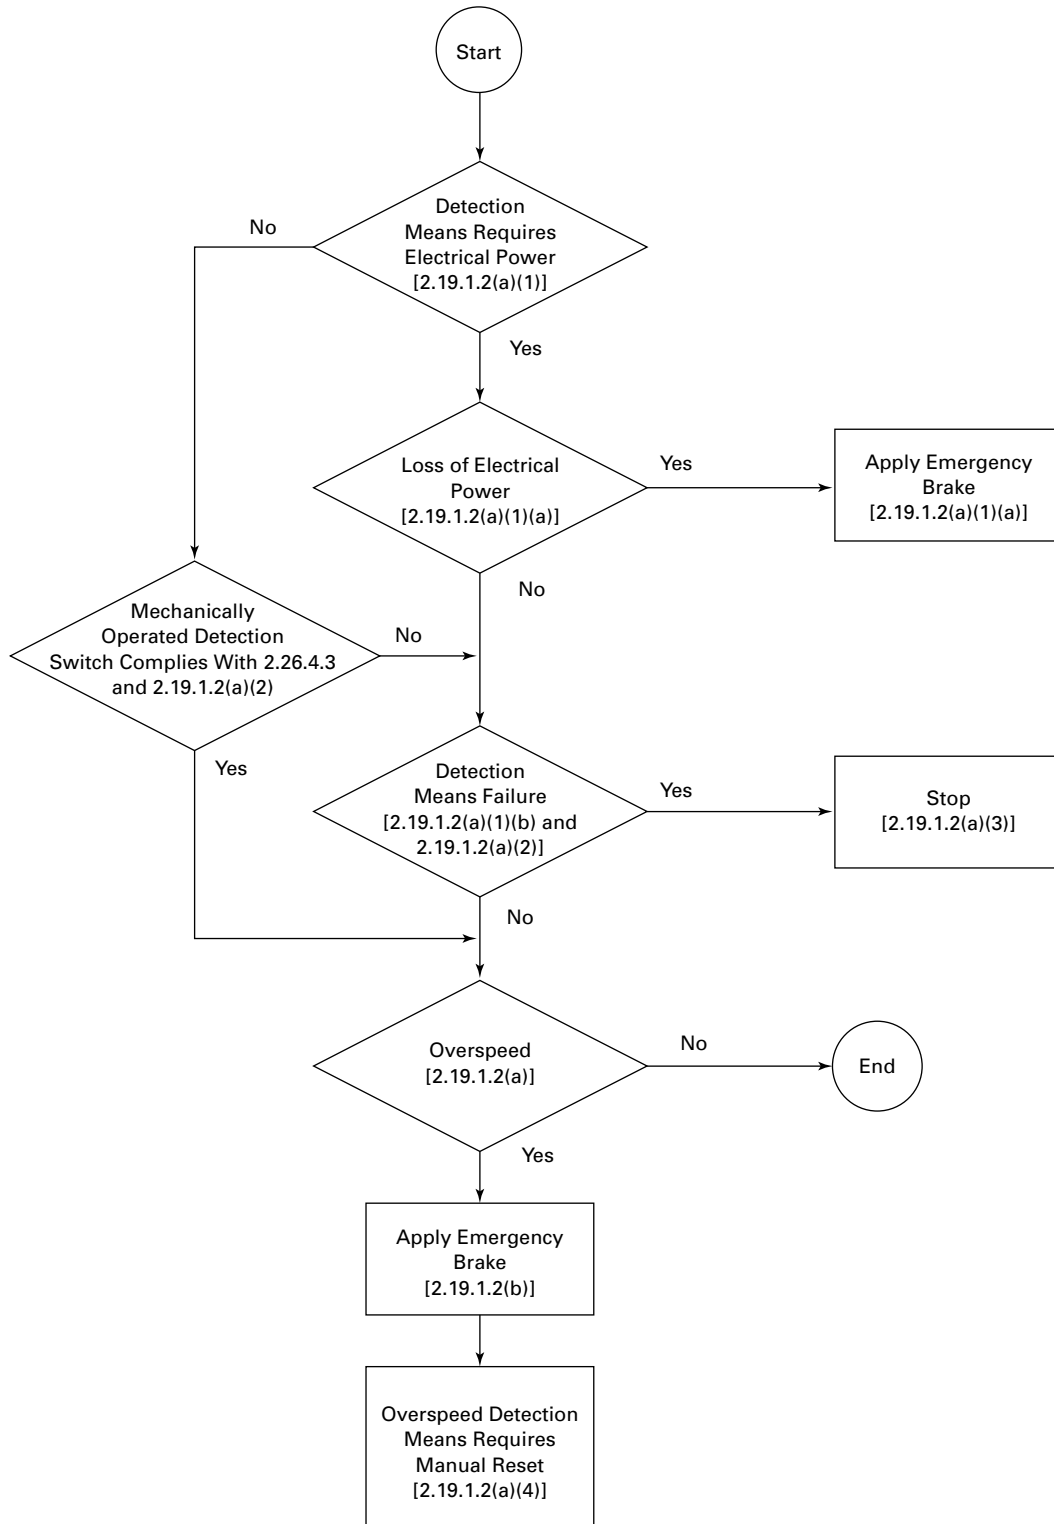 Start
Detection
Means Requires
Electrical Power
[2.19.1.2(a)(1)]
No
Yes
Loss of Electrical
Power
[2.19.1.2(a)(1)(a)]
Yes
Apply Emergency
Brake
[2.19.1.2(a)(1)(a)]
No
Mechanically
Operated Detection
Switch Complies With 2.26.4.3
and 2.19.1.2(a)(2)
No
Yes
Detection
Means Failure
[2.19.1.2(a)(1)(b) and
2.19.1.2(a)(2)]
Yes
Stop
[2.19.1.2(a)(3)]
No
Overspeed
[2.19.1.2(a)]
No
End
Yes
Apply Emergency
Brake
[2.19.1.2(b)]
Overspeed Detection
Means Requires
Manual Reset
[2.19.1.2(a)(4)]